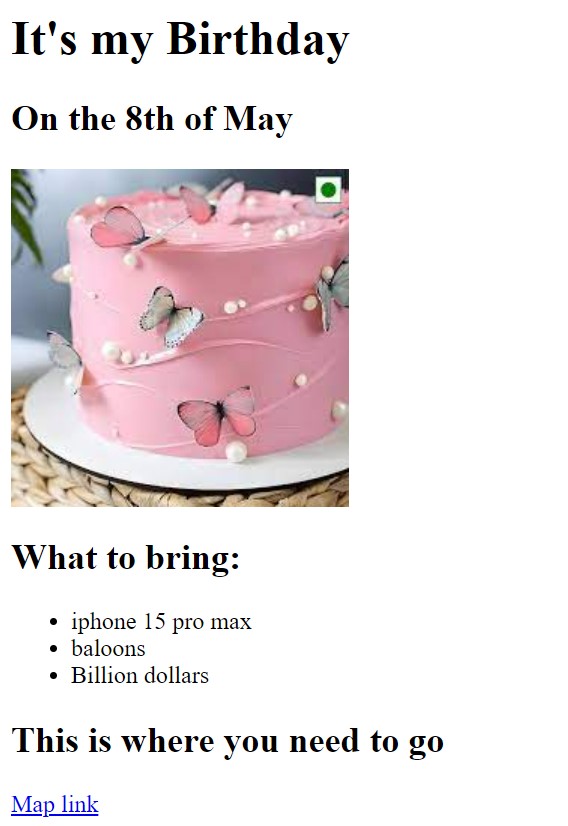 It's my Birthday
On the 8th of May
What to bring:
iphone 15 pro max
baloons
Billion dollars
This is where you need to go
Map link